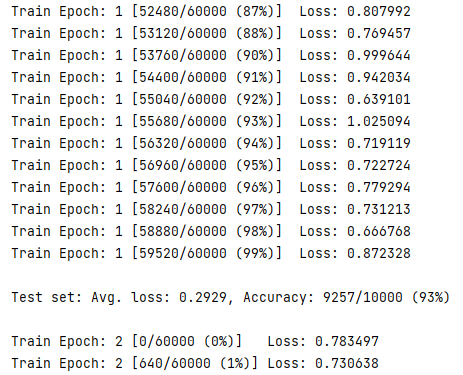 Train Epoch: 1 [52480/60000 (87%)]  Loss: 0.807992
Train Epoch: 1 [53120/60000 (88%)]  Loss: 0.769457
Train Epoch: 1 [53760/60000 (90%)]  Loss: 0.999644
Train Epoch: 1 [54400/60000 (91%)]  Loss: 0.942034
Train Epoch: 1 [55040/60000 (92%)]  Loss: 0.639101
Train Epoch: 1 [55680/60000 (93%)]  Loss: 1.025094
Train Epoch: 1 [56320/60000 (94%)]  Loss: 0.719119
Train Epoch: 1 [56960/60000 (95%)]  Loss: 0.722724
Train Epoch: 1 [57600/60000 (96%)]  Loss: 0.779294
Train Epoch: 1 [58240/60000 (97%)]  Loss: 0.731213
Train Epoch: 1 [58880/60000 (98%)]  Loss: 0.666768
Train Epoch: 1 [59520/60000 (99%)]  Loss: 0.872328

Test set: Avg. loss: 0.2929, Accuracy: 9257/10000 (93%)

Train Epoch: 2 [0/60000 (0%)]   Loss: 0.783497
Train Epoch: 2 [640/60000 (1%)] Loss: 0.730638